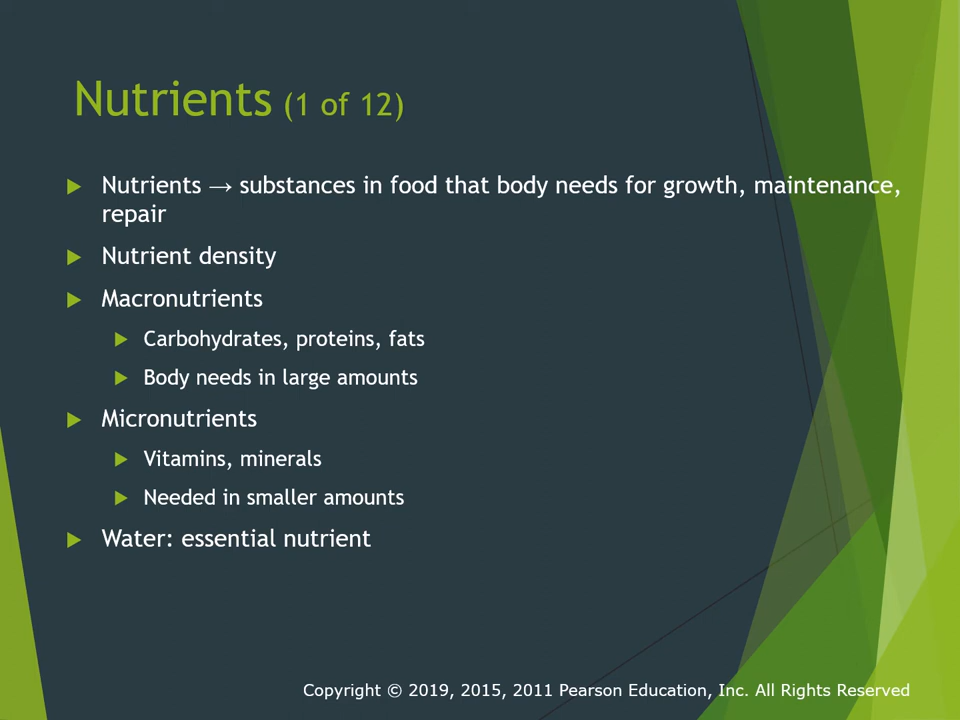 Nutrients (1 of 12)
Nutrients → substances in food that body needs for growth, maintenance,
repair
Nutrient density
Macronutrients
Carbohydrates, proteins, fats
Body needs in large amounts
Micronutrients
Vitamins, minerals
Needed in smaller amounts
Water: essential nutrient
Copyright © 2019, 2015, 2011 Pearson Education, Inc. All Rights Reserved